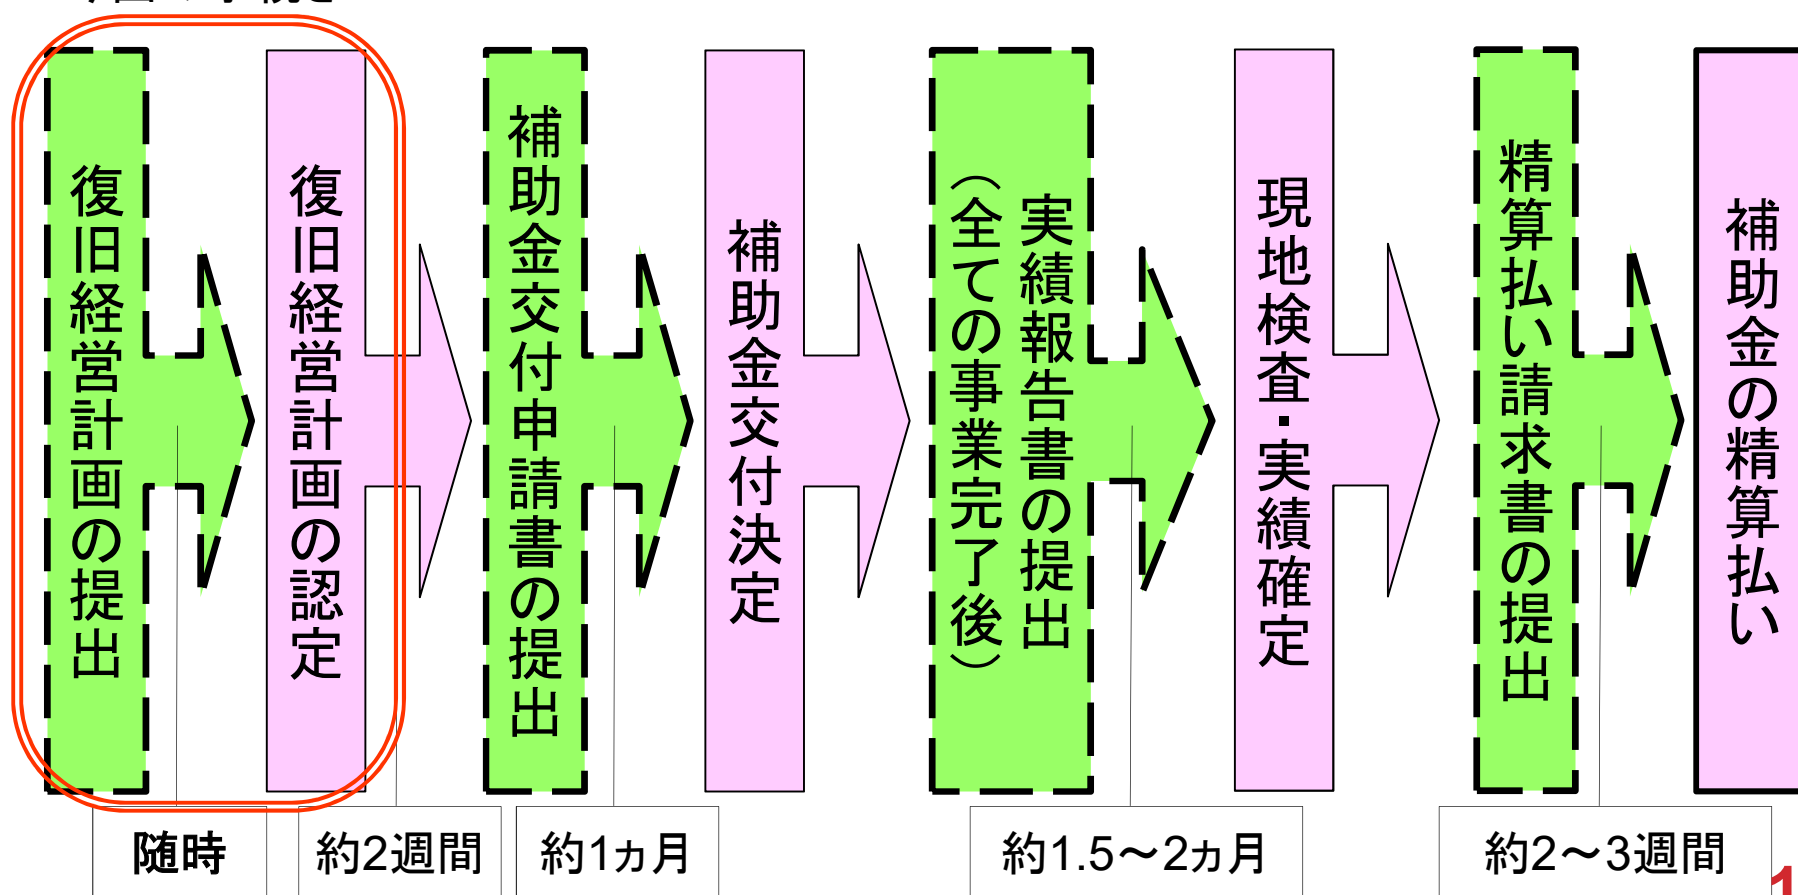 復旧経営計画の提出
復旧経営計画の認定
補助金交付申請書の提出
補助金交付決定
実績報告書の提出
（全ての事業完了後）
現地検査・実績確定
精算払い請求書の提出
補助金の精算払い
随時
約2週間
約1ヵ月
約1.5～2ヵ月
約2～3週間
1